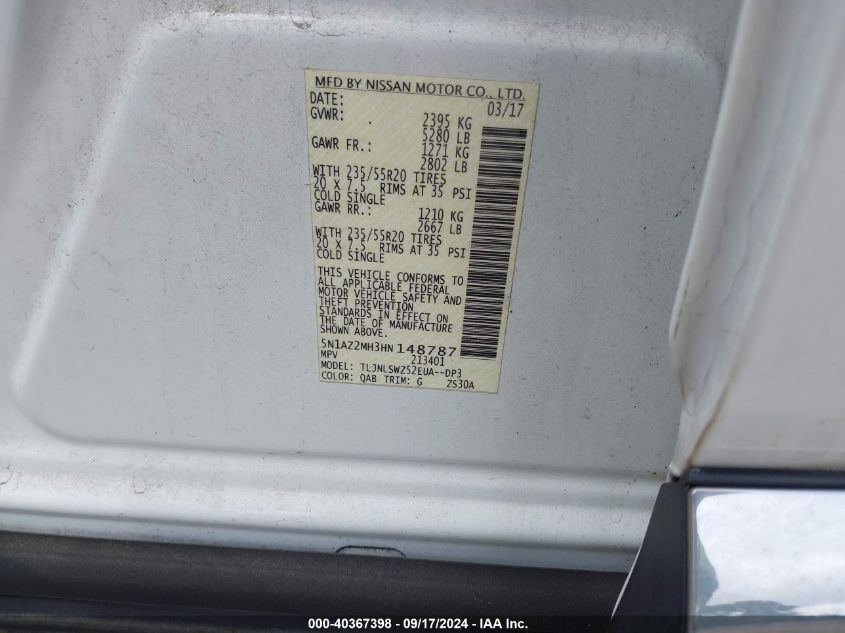 MFD BY NISSAN MOTOR CO., LTD.
DATE: 03/17
GVWR: 2395 KG
5280 LB
GAWR FR.: 1271 KG
2802 LB
WITH 235/55R20 TIRES
20 X 7.5 RIMS AT 35 PSI
COLD SINGLE
GAWR RR.: 1210 KG
2667 LB
WITH 235/55R20 TIRES
20 X 7.5 RIMS AT 35 PSI
COLD SINGLE
THIS VEHICLE CONFORMS TO
ALL APPLICABLE FEDERAL
MOTOR VEHICLE SAFETY AND
THEFT PREVENTION
STANDARDS IN EFFECT ON
THE DATE OF MANUFACTURE
SHOWN ABOVE.
5N1AZ2MH3HN148787
MPV 213401
MODEL: TLJNLSWZ52EUA--DP3
COLOR: QAB TRIM: G ZS30A
000-40367398 - 09/17/2024 - IAA Inc.